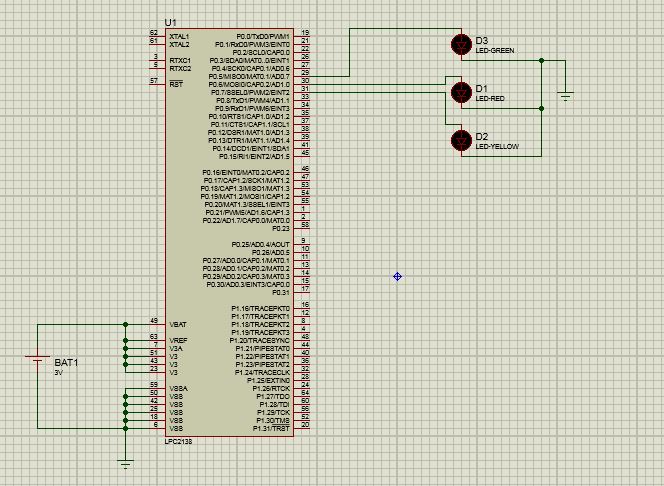 U1
62 XTAL1
61 XTAL2
3 RTXC1
5 RTXC2
57 RST
49 VBAT
63 VREF
7 V3A
51 V3
43 V3
23 V3
59 VSSA
50 VSS
42 VSS
25 VSS
18 VSS
6 VSS
P0.0/TxD0/PWM1 19
P0.1/RxD0/PWM3/EINT0 21
P0.2/SCL0/CAP0.0 22
P0.3/SDA0/MAT0.0/EINT1 26
P0.4/SCK0/CAP0.1/AD0.6 27
P0.5/MISO0/MAT0.1/AD0.7 29
P0.6/MOSI0/CAP0.2/AD1.0 30
P0.7/SSEL0/PWM2/EINT2 31
P0.8/TxD1/PWM4/AD1.1 33
P0.9/RxD1/PWM6/EINT3 34
P0.10/RTS1/CAP1.0/AD1.2 35
P0.11/CTS1/CAP1.1/SCL1 37
P0.12/DSR1/MAT1.0/AD1.3 38
P0.13/DTR1/MAT1.1/AD1.4 39
P0.14/DCD1/EINT1/SDA1 41
P0.15/RI1/EINT2/AD1.5 45
P0.16/EINT0/MAT0.2/CAP0.2 46
P0.17/CAP1.2/SCK1/MAT1.2 47
P0.18/CAP1.3/MISO1/MAT1.3 53
P0.19/MAT1.2/MOSI1/CAP1.2 54
P0.20/MAT1.3/SSEL1/EINT3 55
P0.21/PWM5/AD1.6/CAP1.3 1
P0.22/AD1.7/CAP0.0/MAT0.0 2
P0.23 58
P0.25/AD0.4/AOUT 9
P0.26/AD0.5 10
P0.27/AD0.0/CAP0.1/MAT0.1 11
P0.28/AD0.1/CAP0.2/MAT0.2 13
P0.29/AD0.2/CAP0.3/MAT0.3 14
P0.30/AD0.3/EINT3/CAP0.0 15
P0.31 17
P1.16/TRACEPKT0 16
P1.17/TRACEPKT1 12
P1.18/TRACEPKT2 8
P1.19/TRACEPKT3 4
P1.20/TRACESYNC 48
P1.21/PIPESTAT0 44
P1.22/PIPESTAT1 40
P1.23/PIPESTAT2 36
P1.24/TRACECLK 32
P1.25/EXTIN0 28
P1.26/RTCK 24
P1.27/TDO 64
P1.28/TDI 60
P1.29/TCK 56
P1.30/TMS 52
P1.31/TRST 20
LPC2138
BAT1
3V
D3
LED-GREEN
D1
LED-RED
D2
LED-YELLOW